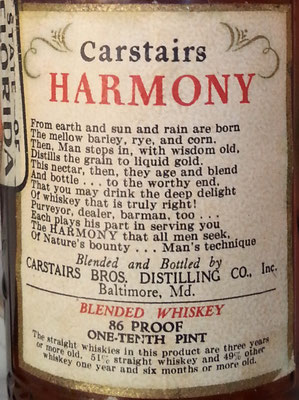 STATE OF
FLORIDA
Carstairs
HARMONY
From earth and sun and rain are born
The mellow barley, rye, and corn.
Then, Man stops in, with wisdom old,
Distills the grain to liquid gold.
This nectar, then, they age and blend
And bottle . . . to the worthy end.
That you may drink the deep delight
Of whiskey that is truly right!
Purveyor, dealer, barman, too . . .
Each plays his part in serving you
The HARMONY that all men seek,
Of Nature's bounty . . . Man's technique
Blended and Bottled by
CARSTAIRS BROS. DISTILLING CO., Inc.
Baltimore, Md.
BLENDED WHISKEY
86 PROOF
ONE-TENTH PINT
The straight whiskies in this product are three years
or more old. 51% straight whiskey and 49% other
whiskey one year and six months or more old.